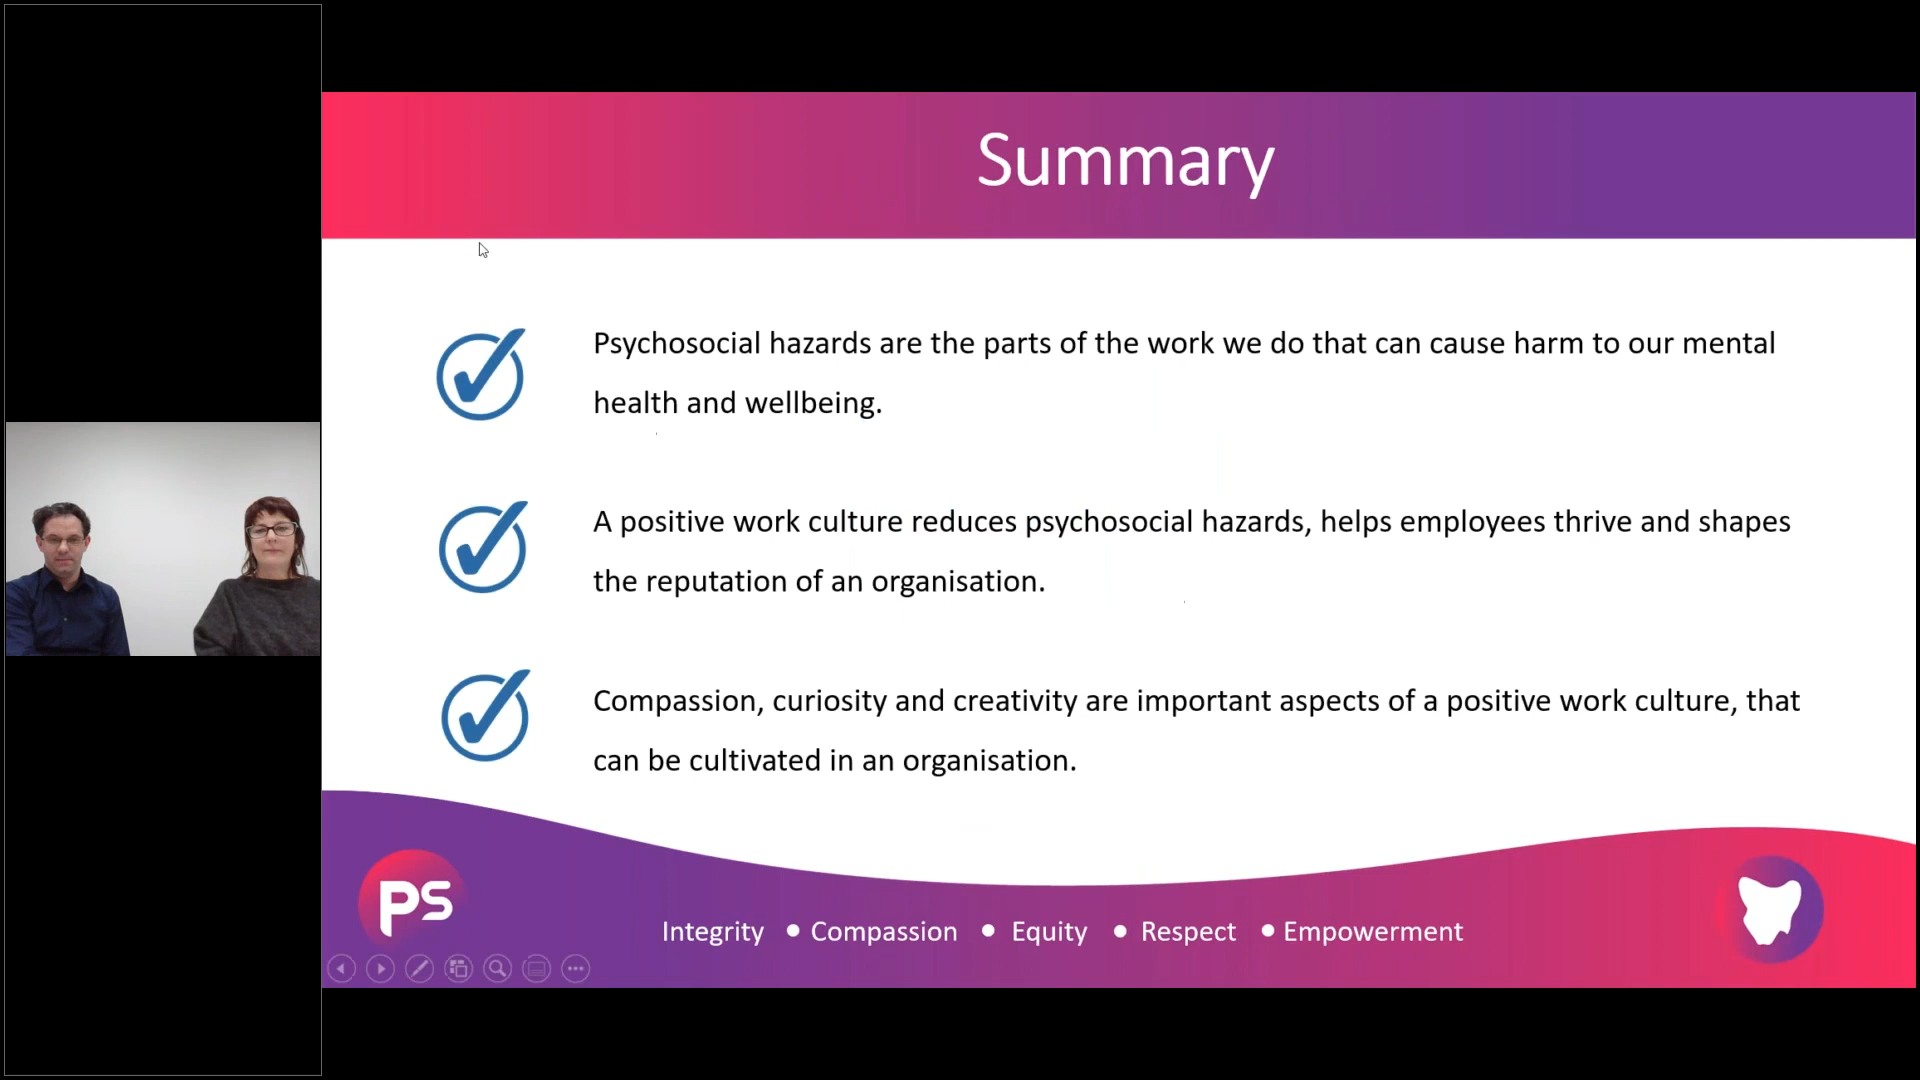 Summary
Psychosocial hazards are the parts of the work we do that can cause harm to our mental
health and wellbeing.
A positive work culture reduces psychosocial hazards, helps employees thrive and shapes
the reputation of an organisation.
Compassion, curiosity and creativity are important aspects of a positive work culture, that
can be cultivated in an organisation.
PS
Integrity • Compassion • Equity • Respect • Empowerment